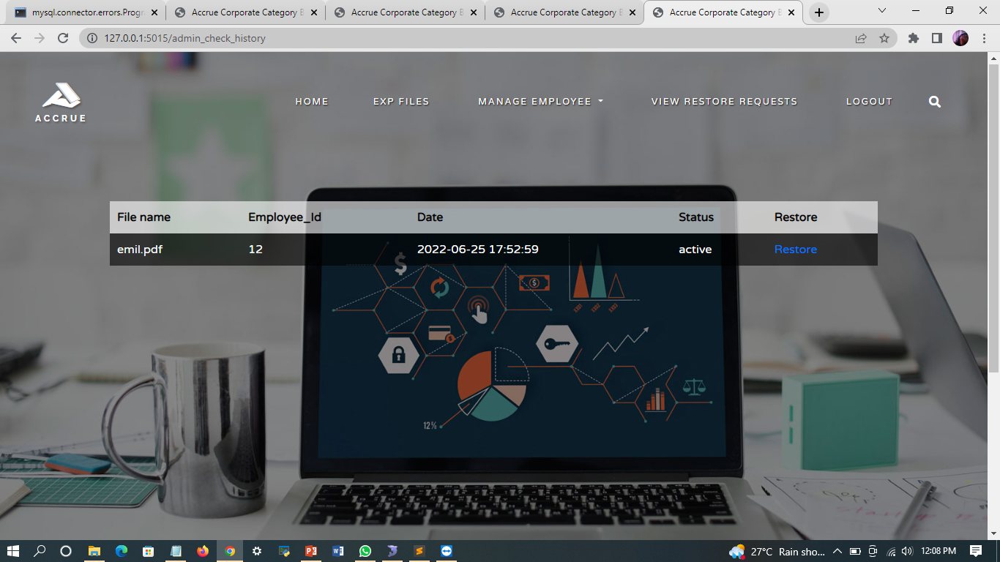 mysql.connector.errors.Progr
Accrue Corporate Category B
Accrue Corporate Category B
Accrue Corporate Category B
Accrue Corporate Category B
127.0.0.1:5015/admin_check_history
ACCRUE
HOME
EXP FILES
MANAGE EMPLOYEE
VIEW RESTORE REQUESTS
LOGOUT
File name Employee_Id Date Status Restore
emil.pdf 12 2022-06-25 17:52:59 active Restore
12%
27°C Rain sho... 12:08 PM